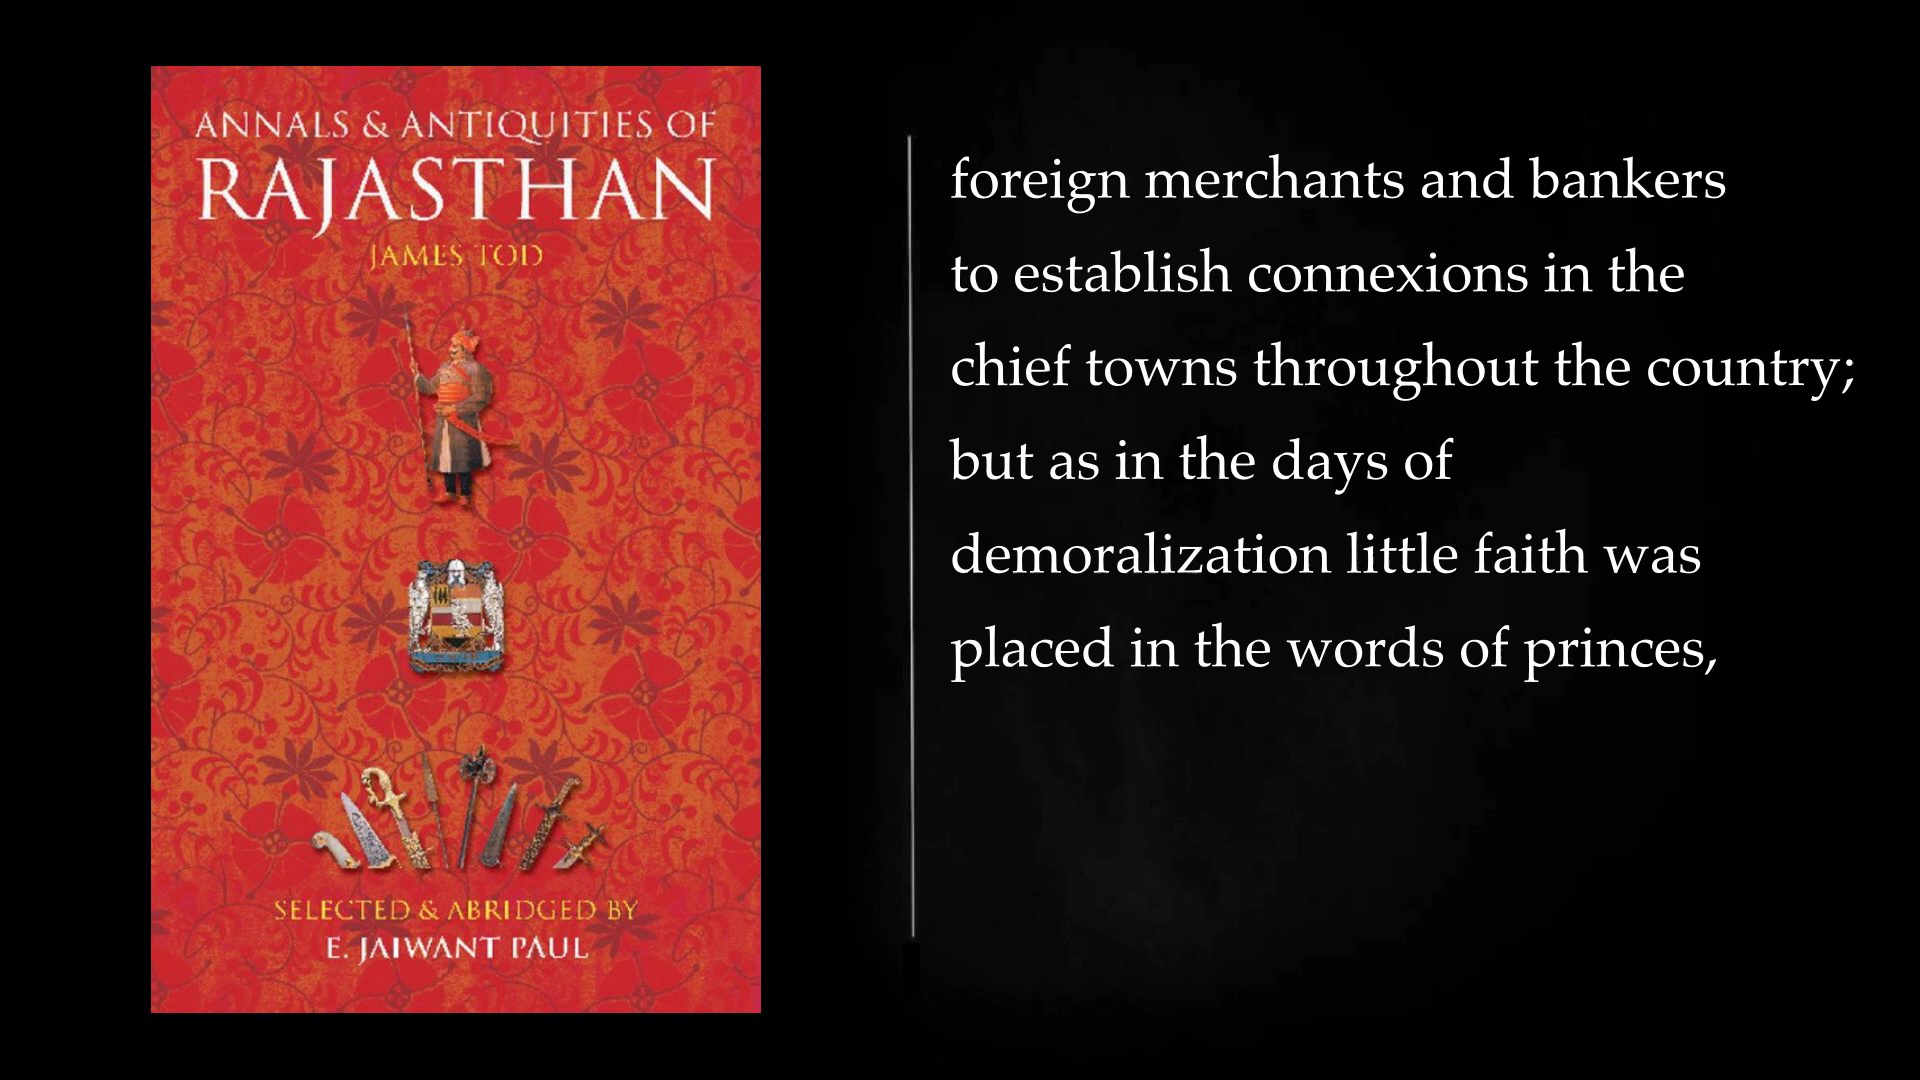 ANNALS & ANTIQUITIES OF
RAJASTHAN
JAMES TOD
SELECTED & ABRIDGED BY
E. JAIWANT PAUL
foreign merchants and bankers
to establish connexions in the
chief towns throughout the country;
but as in the days of
demoralization little faith was
placed in the words of princes,